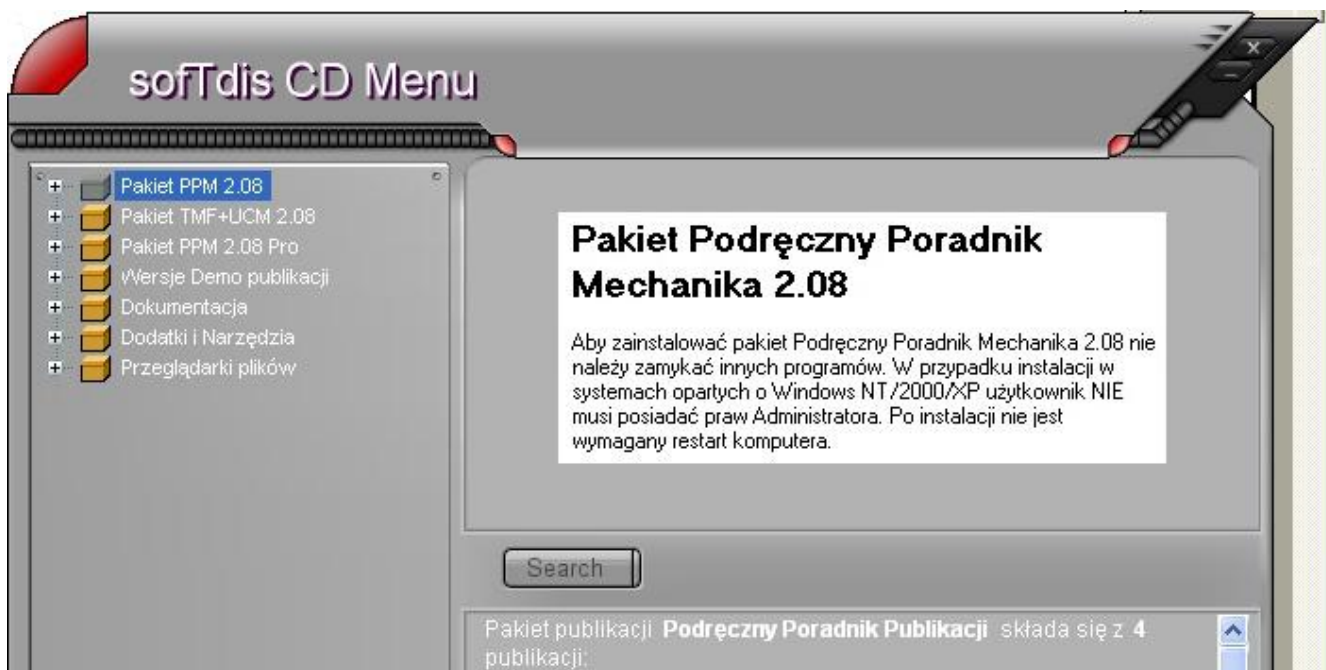 sofTdis CD Menu
Pakiet PPM 2.08
Pakiet TMF+UCM 2.08
Pakiet PPM 2.08 Pro
Wersje Demo publikacji
Dokumentacja
Dodatki i Narzędzia
Przeglądarki plików
Pakiet Podręczny Poradnik
Mechanika 2.08
Aby zainstalować pakiet Podręczny Poradnik Mechanika 2.08 nie
należy zamykać innych programów. W przypadku instalacji w
systemach opartych o Windows NT/2000/XP użytkownik NIE
musi posiadać praw Administratora. Po instalacji nie jest
wymagany restart komputera.
Search
Pakiet publikacji Podręczny Poradnik Publikacji składa się z 4
publikacji: